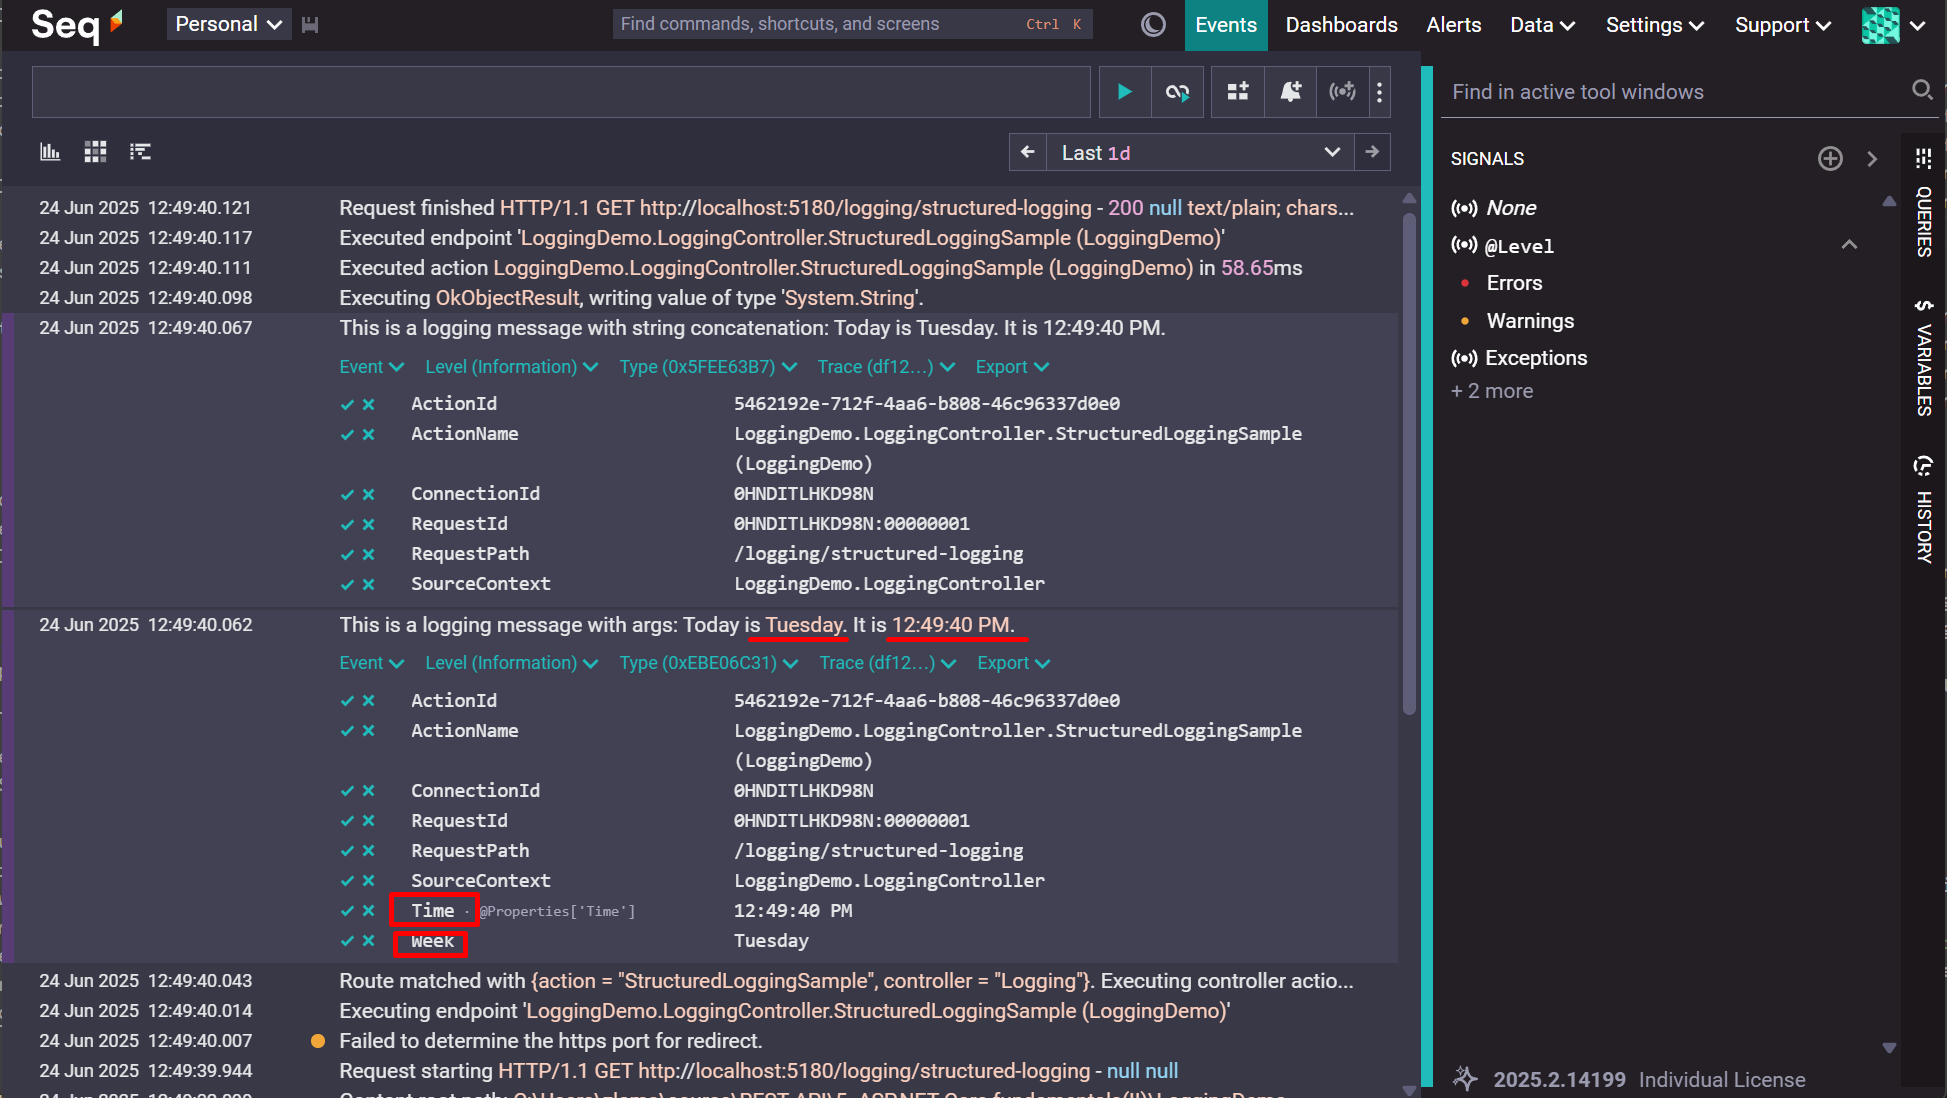 Seq
Personal
Find commands, shortcuts, and screens Ctrl K
Events Dashboards Alerts Data Settings Support
Last 1d
Find in active tool windows
SIGNALS
None
@Level
Errors
Warnings
Exceptions
+ 2 more
QUERIES
$ VARIABLES
HISTORY
24 Jun 2025 12:49:40.121 Request finished HTTP/1.1 GET http://localhost:5180/logging/structured-logging - 200 null text/plain; chars...
24 Jun 2025 12:49:40.117 Executed endpoint 'LoggingDemo.LoggingController.StructuredLoggingSample (LoggingDemo)'
24 Jun 2025 12:49:40.111 Executed action LoggingDemo.LoggingController.StructuredLoggingSample (LoggingDemo) in 58.65ms
24 Jun 2025 12:49:40.098 Executing OkObjectResult, writing value of type 'System.String'.
24 Jun 2025 12:49:40.067 This is a logging message with string concatenation: Today is Tuesday. It is 12:49:40 PM.
Event Level (Information) Type (0x5FEE63B7) Trace (df12...) Export
ActionId 5462192e-712f-4aa6-b808-46c96337d0e0
ActionName LoggingDemo.LoggingController.StructuredLoggingSample
(LoggingDemo)
ConnectionId 0HNDITLHKD98N
RequestId 0HNDITLHKD98N:00000001
RequestPath /logging/structured-logging
SourceContext LoggingDemo.LoggingController
24 Jun 2025 12:49:40.062 This is a logging message with args: Today is Tuesday. It is 12:49:40 PM.
Event Level (Information) Type (0xEBE06C31) Trace (df12...) Export
ActionId 5462192e-712f-4aa6-b808-46c96337d0e0
ActionName LoggingDemo.LoggingController.StructuredLoggingSample
(LoggingDemo)
ConnectionId 0HNDITLHKD98N
RequestId 0HNDITLHKD98N:00000001
RequestPath /logging/structured-logging
SourceContext LoggingDemo.LoggingController
Time · @Properties['Time'] 12:49:40 PM
Week Tuesday
24 Jun 2025 12:49:40.043 Route matched with {action = "StructuredLoggingSample", controller = "Logging"}. Executing controller actio...
24 Jun 2025 12:49:40.014 Executing endpoint 'LoggingDemo.LoggingController.StructuredLoggingSample (LoggingDemo)'
24 Jun 2025 12:49:40.007 Failed to determine the https port for redirect.
24 Jun 2025 12:49:39.944 Request starting HTTP/1.1 GET http://localhost:5180/logging/structured-logging - null null
2025.2.14199 Individual License